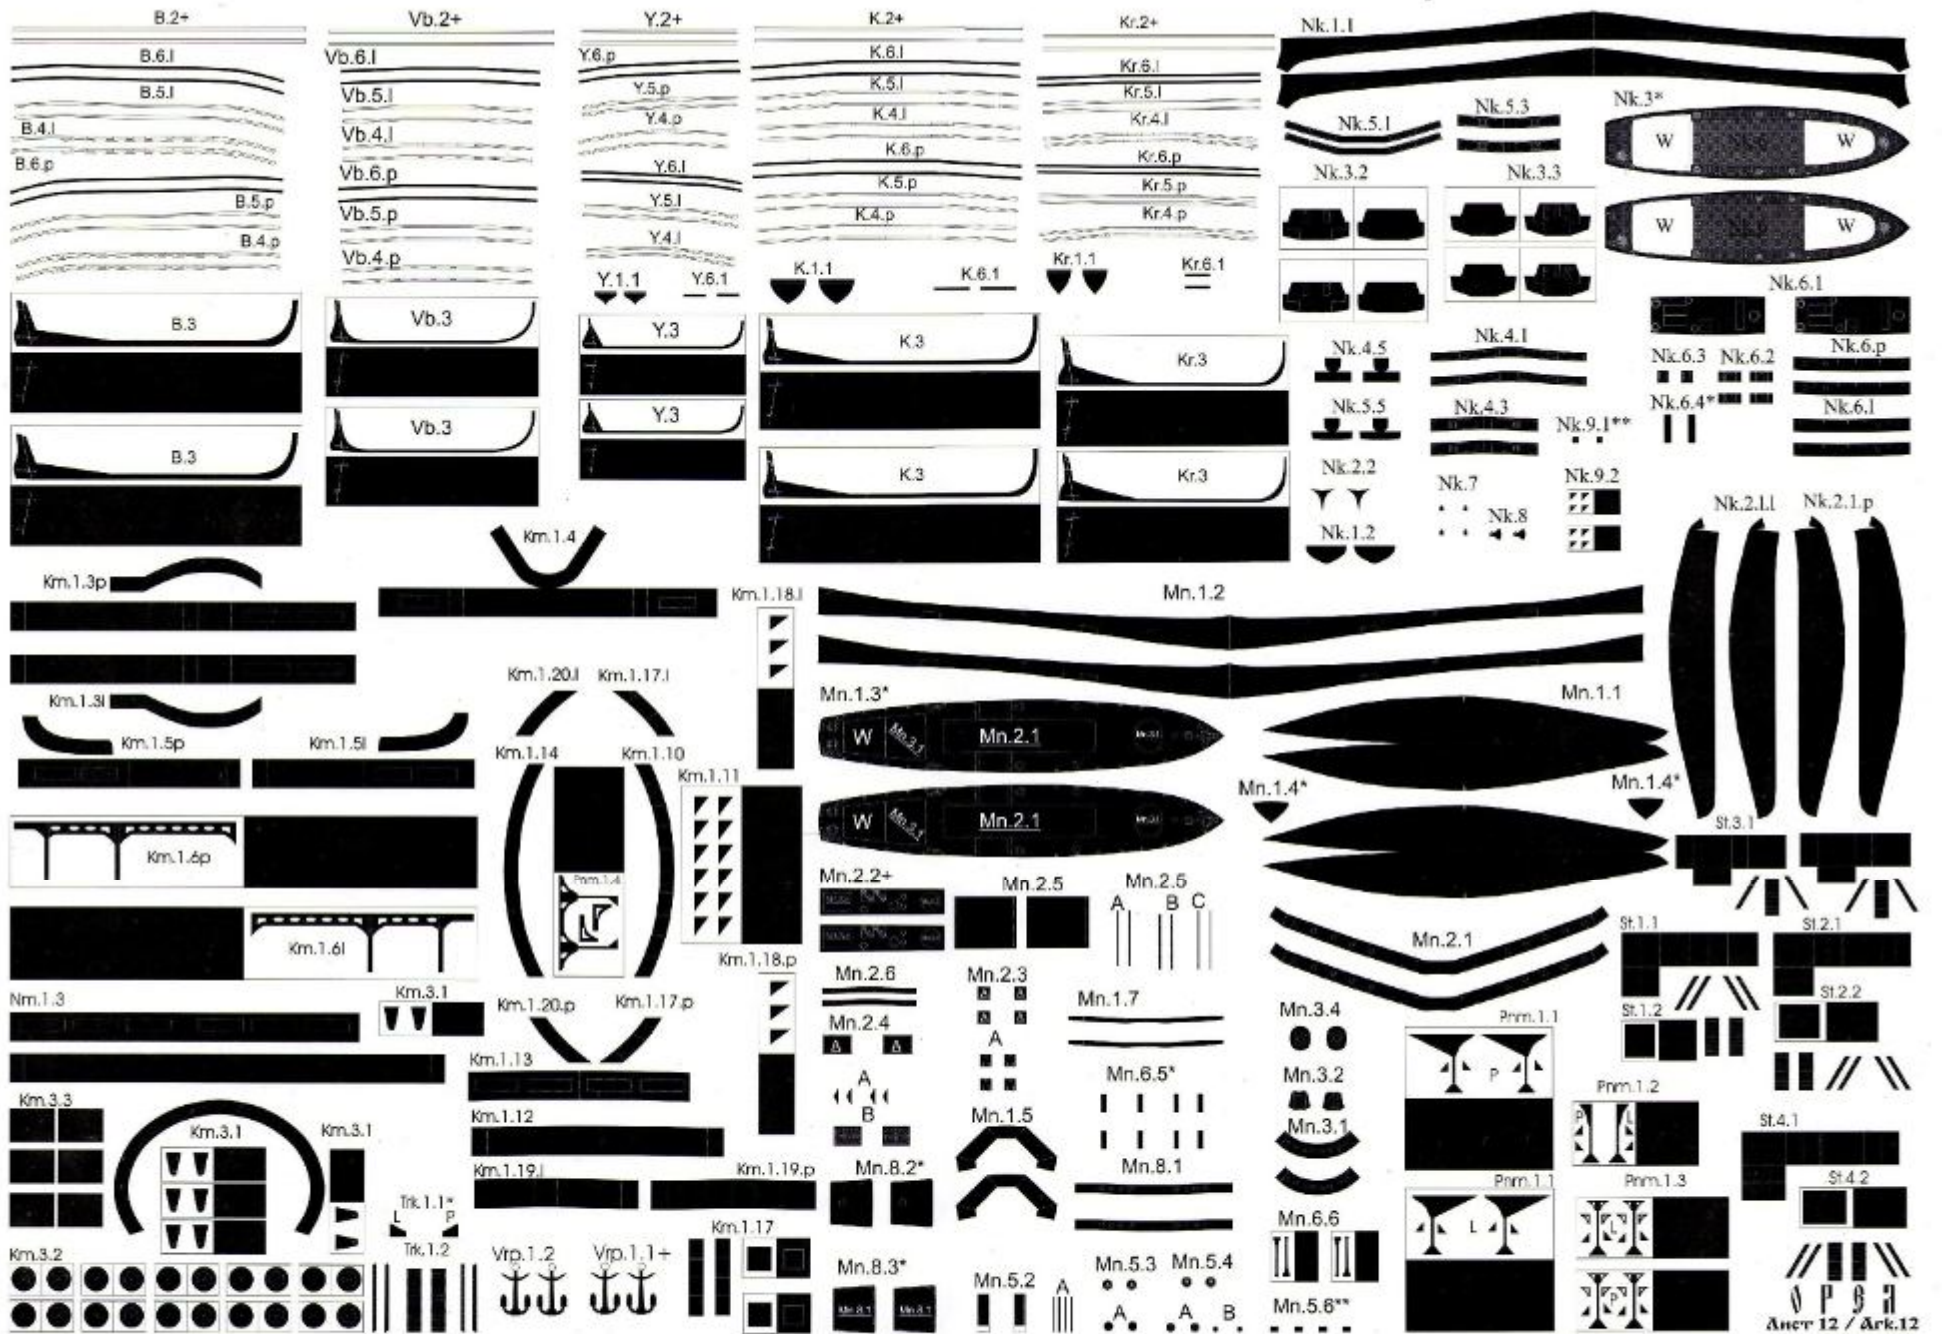 B.2+
Vb.2+
Y.2+
K.2+
Kr.2+
Nk.1.1
B.6.l
Vb.6.l
Y.6.p
K.6.l
Kr.6.l
B.5.l
Vb.5.l
Y.5.p
K.5.l
Kr.5.l
Nk.5.1
Nk.5.3
Nk.3*
B.4.l
Vb.4.l
Y.4.p
K.4.l
Kr.4.l
W
W
B.6.p
Vb.6.p
Y.6.l
K.6.p
Kr.6.p
Nk.3.2
Nk.3.3
B.5.p
Vb.5.p
Y.5.l
K.5.p
Kr.5.p
W
W
B.4.p
Vb.4.p
Y.4.l
K.4.p
Kr.4.p
Y.1.1
Y.6.1
K.1.1
K.6.1
Kr.1.1
Kr.6.1
Nk.6.1
B.3
Vb.3
Y.3
K.3
Kr.3
Nk.4.5
Nk.4.1
Nk.6.3
Nk.6.2
Nk.6.p
B.3
Vb.3
Y.3
K.3
Kr.3
Nk.5.5
Nk.4.3
Nk.9.1**
Nk.6.4*
Nk.6.l
Nk.2.2
Nk.7
Nk.9.2
Nk.8
Nk.1.2
Nk.2.1.l
Nk.2.1.p
Km.1.4
Km.1.3p
Km.1.18.l
Mn.1.2
Km.1.3l
Km.1.20.l
Km.1.17.l
Mn.1.3*
Mn.1.1
Km.1.5p
Km.1.5l
Km.1.14
Km.1.10
Km.1.11
W
Mn.3.1
Mn.2.1
Mn.1.4*
Mn.1.4*
W
Mn.3.1
Mn.2.1
St.3.1
Km.1.6p
Pnm.1.4
Mn.2.2+
Mn.2.5
Mn.2.5
A
B
C
Km.1.6l
Km.1.18.p
Mn.2.1
St.1.1
St.2.1
Nm.1.3
Km.3.1
Km.1.20.p
Km.1.17.p
Mn.2.6
Mn.2.3
Mn.1.7
Mn.3.4
Pnm.1.1
St.1.2
St.2.2
Mn.2.4
A
Km.1.13
A
B
Mn.6.5*
Mn.3.2
P
Pnm.1.2
P
L
Km.3.3
Km.3.1
Km.3.1
Km.1.12
Mn.1.5
Mn.3.1
St.4.1
Km.1.19.l
Km.1.19.p
Mn.8.2*
Mn.8.1
Pnm.1.1
Pnm.1.3
St.4.2
Trk.1.1*
L
P
Km.1.17
Mn.6.6
L
L
Km.3.2
Trk.1.2
Vrp.1.2
Vrp.1.1+
Mn.8.3*
Mn.5.2
A
Mn.5.3
Mn.5.4
P
Mn.8.1
Mn.8.1
A
A
B
Mn.5.6**
Орел
Лист 12 / Ark.12